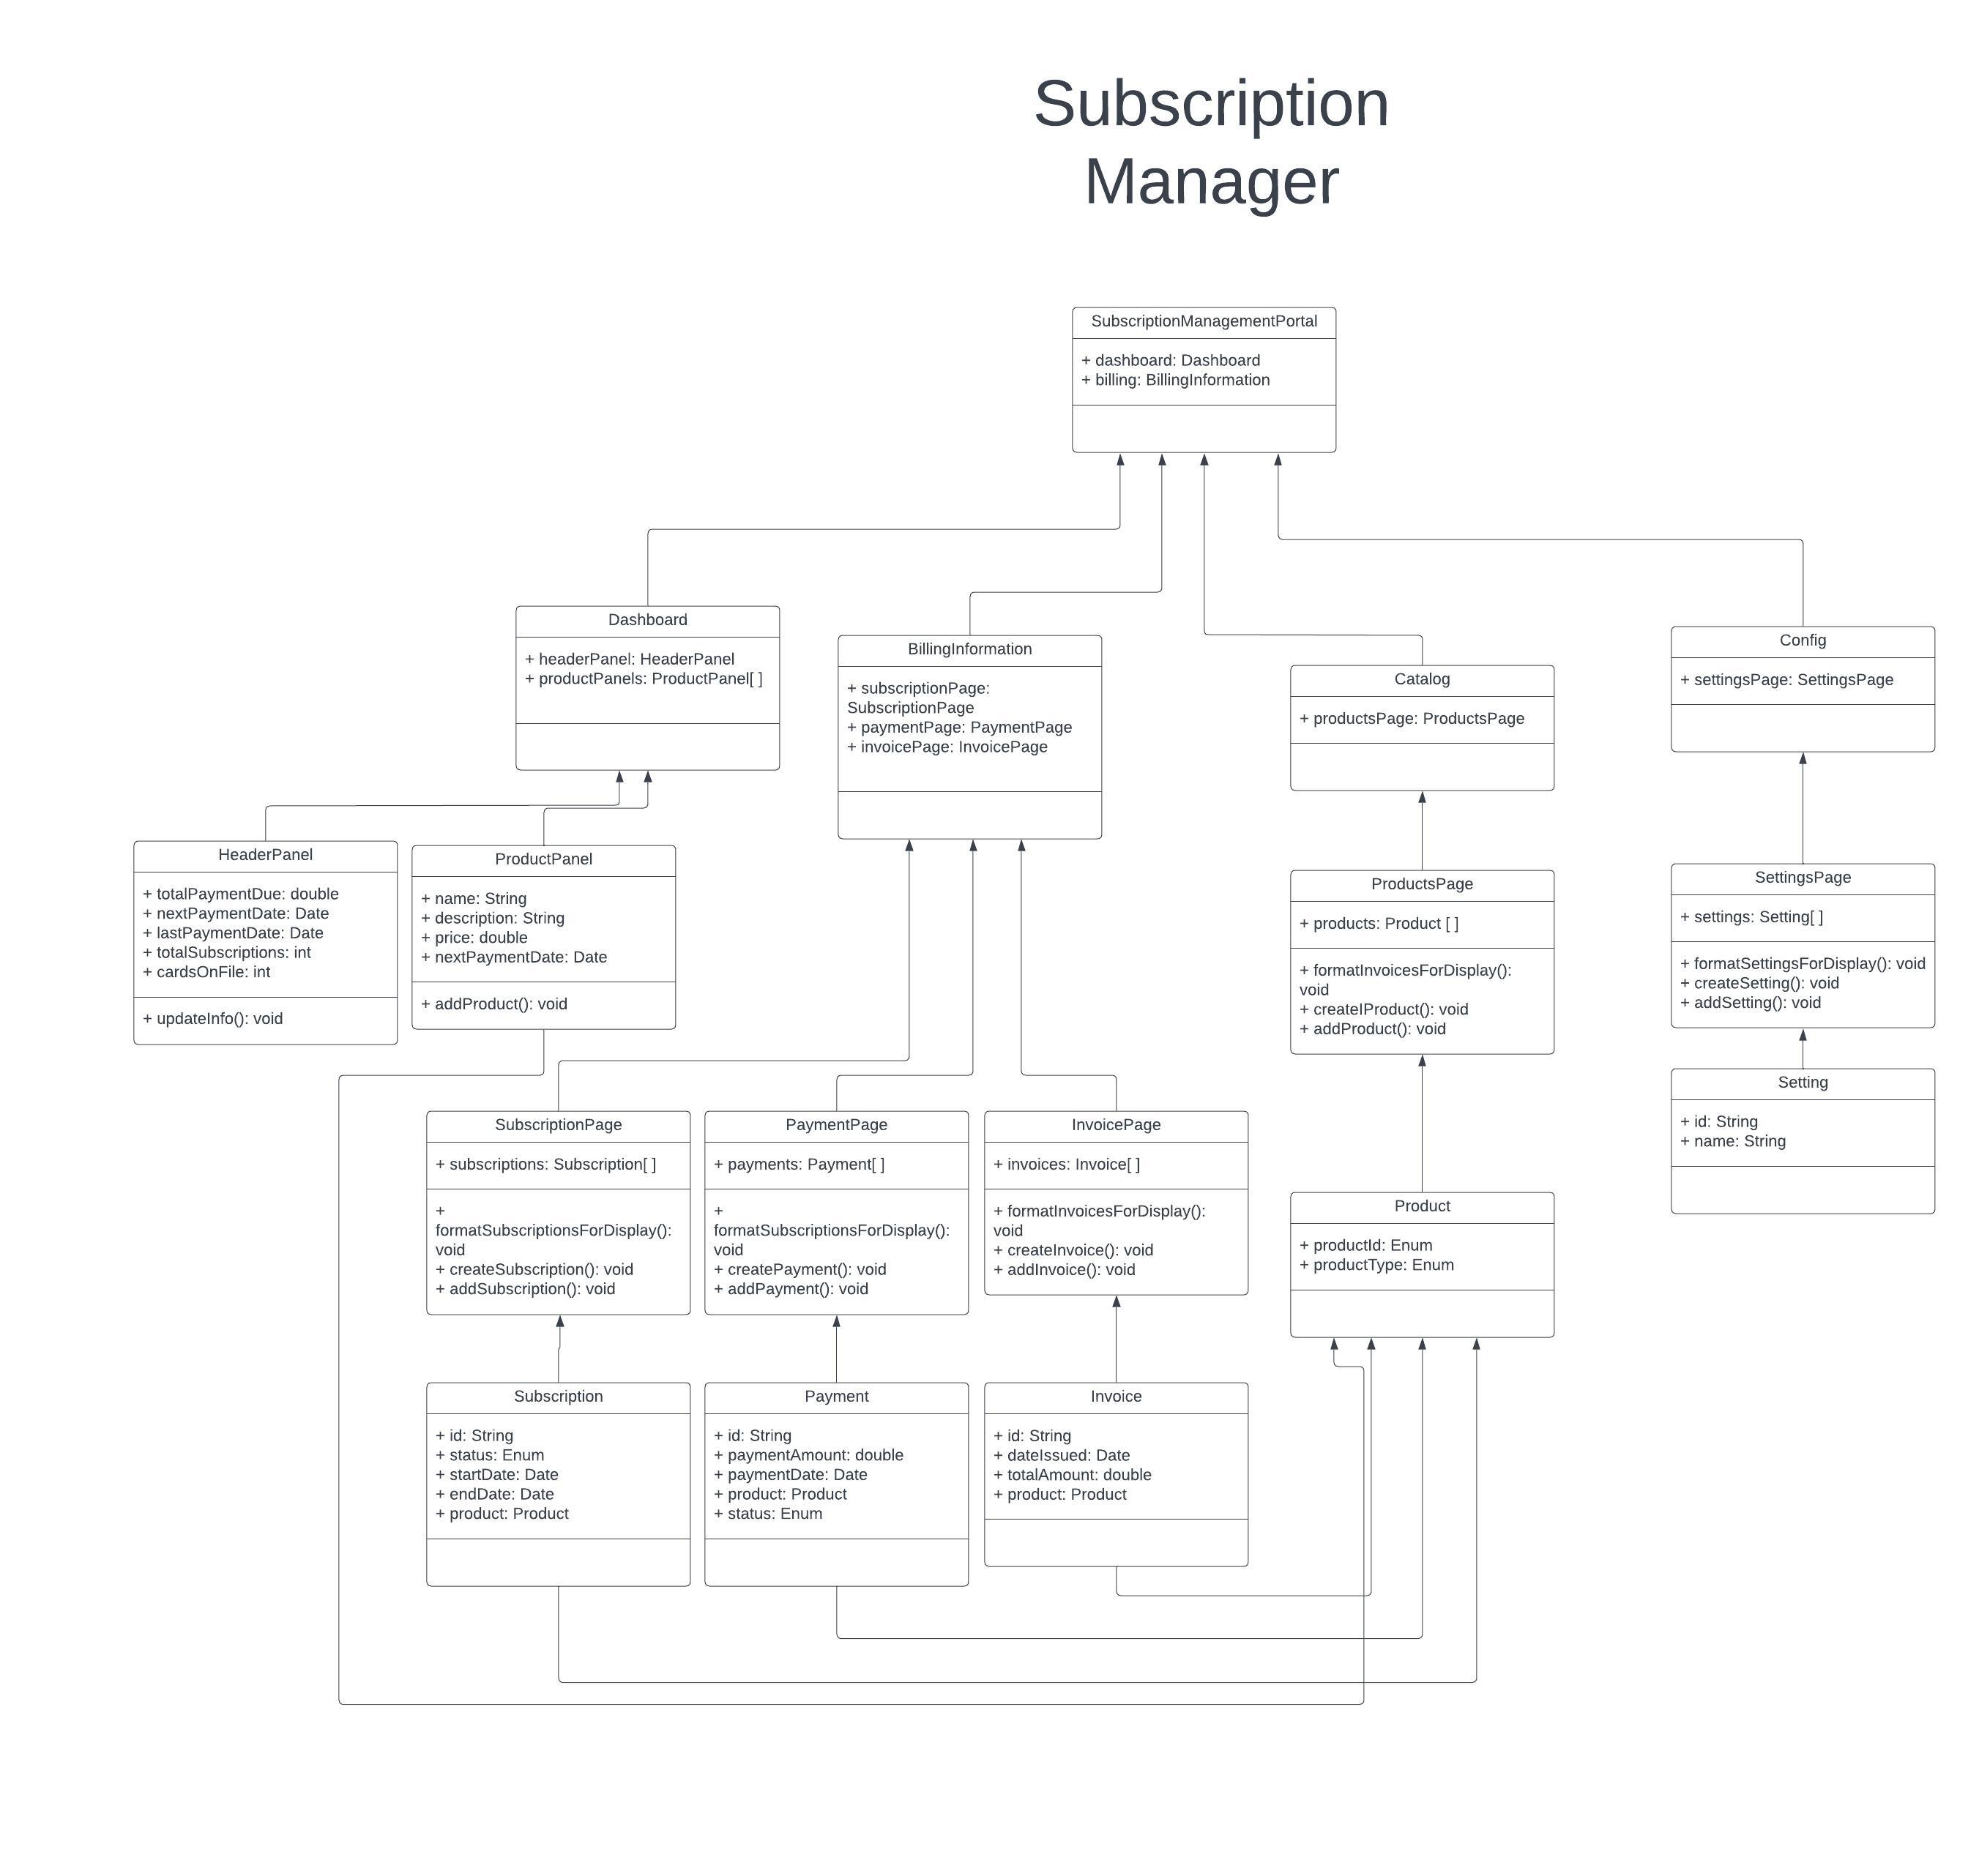 Subscription
Manager
SubscriptionManagementPortal
+ dashboard: Dashboard
+ billing: BillingInformation
Dashboard
+ headerPanel: HeaderPanel
+ productPanels: ProductPanel[ ]
BillingInformation
+ subscriptionPage:
SubscriptionPage
+ paymentPage: PaymentPage
+ invoicePage: InvoicePage
Catalog
+ productsPage: ProductsPage
Config
+ settingsPage: SettingsPage
HeaderPanel
+ totalPaymentDue: double
+ nextPaymentDate: Date
+ lastPaymentDate: Date
+ totalSubscriptions: int
+ cardsOnFile: int
+ updateInfo(): void
ProductPanel
+ name: String
+ description: String
+ price: double
+ nextPaymentDate: Date
+ addProduct(): void
ProductsPage
+ products: Product [ ]
+ formatInvoicesForDisplay():
void
+ createIProduct(): void
+ addProduct(): void
SettingsPage
+ settings: Setting[ ]
+ formatSettingsForDisplay(): void
+ createSetting(): void
+ addSetting(): void
Setting
+ id: String
+ name: String
SubscriptionPage
+ subscriptions: Subscription[ ]
+
formatSubscriptionsForDisplay():
void
+ createSubscription(): void
+ addSubscription(): void
PaymentPage
+ payments: Payment[ ]
+
formatSubscriptionsForDisplay():
void
+ createPayment(): void
+ addPayment(): void
InvoicePage
+ invoices: Invoice[ ]
+ formatInvoicesForDisplay():
void
+ createInvoice(): void
+ addInvoice(): void
Product
+ productId: Enum
+ productType: Enum
Subscription
+ id: String
+ status: Enum
+ startDate: Date
+ endDate: Date
+ product: Product
Payment
+ id: String
+ paymentAmount: double
+ paymentDate: Date
+ product: Product
+ status: Enum
Invoice
+ id: String
+ dateIssued: Date
+ totalAmount: double
+ product: Product